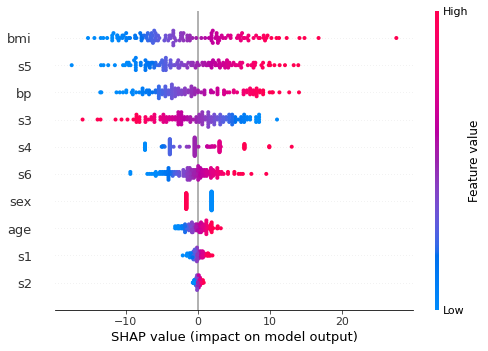 High
bmi
s5
bp
s3
s4
s6
sex
age
s1
s2
Feature value
Low
−10
0
10
20
SHAP value (impact on model output)